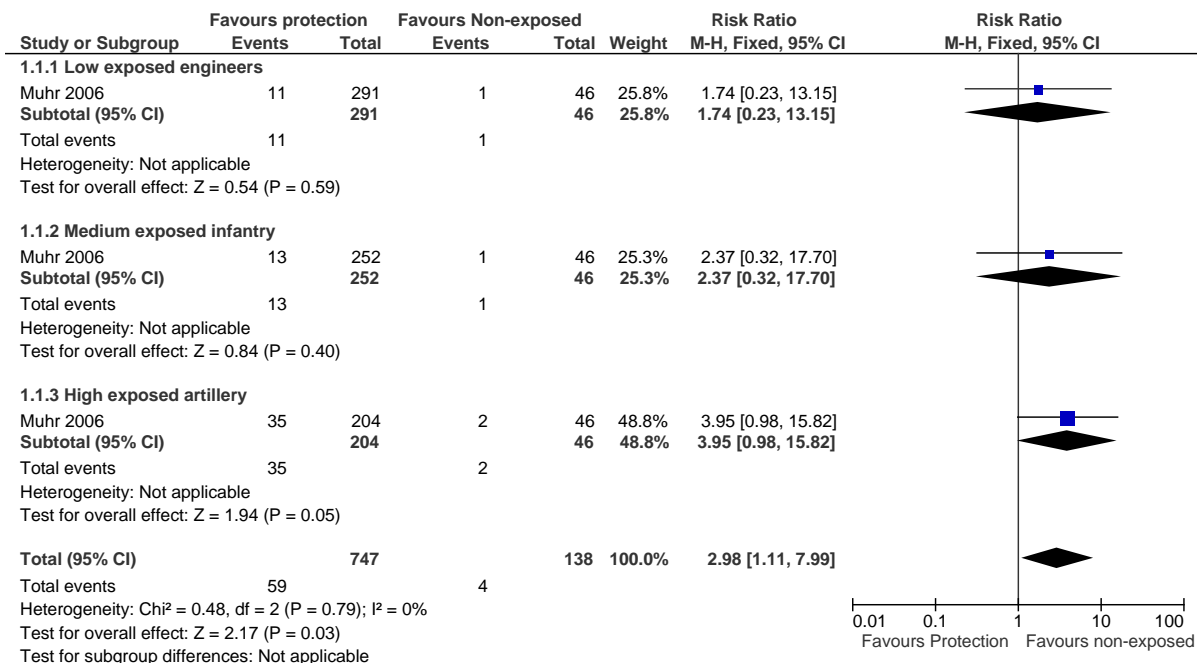 Favours protection Favours Non-exposed Risk Ratio Risk Ratio
Study or Subgroup Events Total Events Total Weight M-H, Fixed, 95% CI M-H, Fixed, 95% CI
1.1.1 Low exposed engineers
Muhr 2006 11 291 1 46 25.8% 1.74 [0.23, 13.15]
Subtotal (95% CI) 291 46 25.8% 1.74 [0.23, 13.15]
Total events 11 1
Heterogeneity: Not applicable
Test for overall effect: Z = 0.54 (P = 0.59)
1.1.2 Medium exposed infantry
Muhr 2006 13 252 1 46 25.3% 2.37 [0.32, 17.70]
Subtotal (95% CI) 252 46 25.3% 2.37 [0.32, 17.70]
Total events 13 1
Heterogeneity: Not applicable
Test for overall effect: Z = 0.84 (P = 0.40)
1.1.3 High exposed artillery
Muhr 2006 35 204 2 46 48.8% 3.95 [0.98, 15.82]
Subtotal (95% CI) 204 46 48.8% 3.95 [0.98, 15.82]
Total events 35 2
Heterogeneity: Not applicable
Test for overall effect: Z = 1.94 (P = 0.05)
Total (95% CI) 747 138 100.0% 2.98 [1.11, 7.99]
Total events 59 4
Heterogeneity: Chi² = 0.48, df = 2 (P = 0.79); I² = 0%
Test for overall effect: Z = 2.17 (P = 0.03)
Test for subgroup differences: Not applicable
0.01 0.1 1 10 100
Favours Protection Favours non-exposed